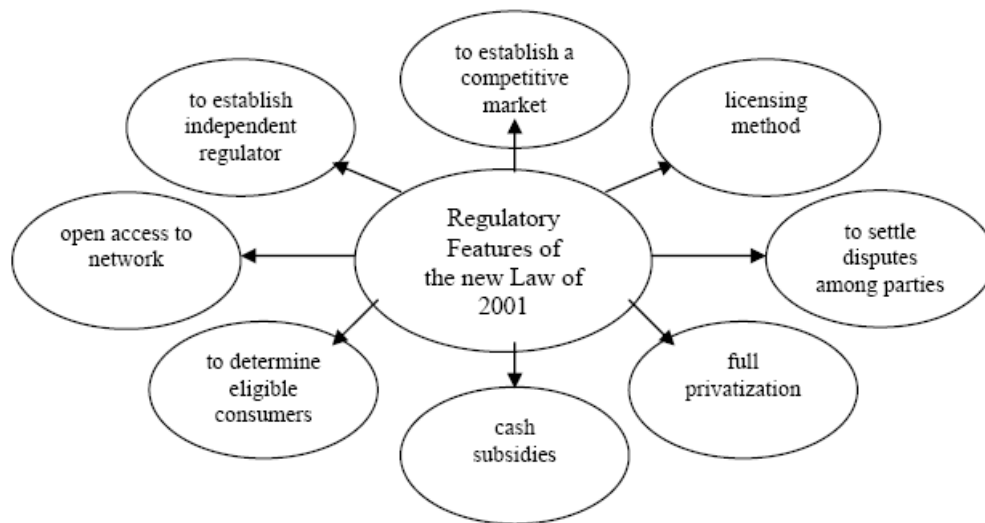 to establish a
competitive
market
to establish
independent
regulator
licensing
method
open access to
network
Regulatory
Features of
the new Law of
2001
to settle
disputes
among parties
to determine
eligible
consumers
full
privatization
cash
subsidies